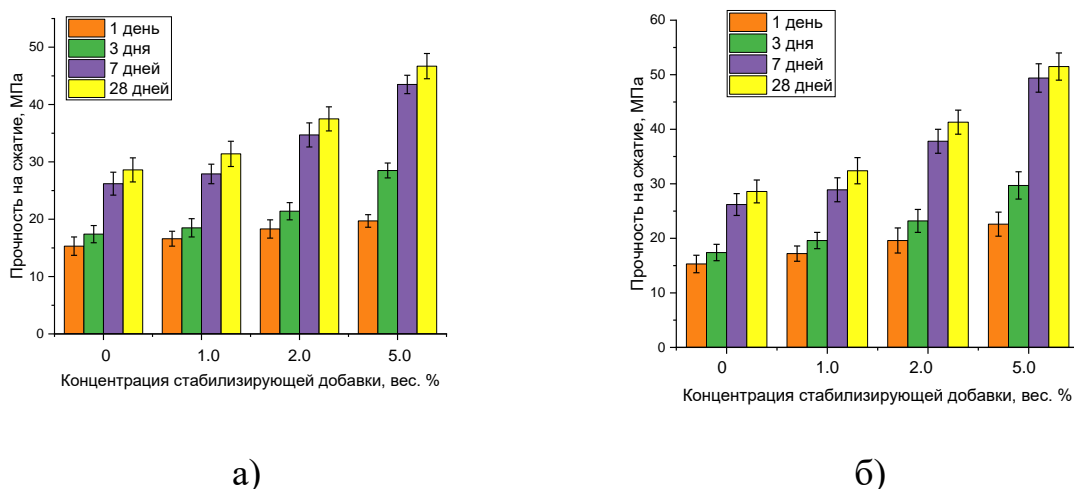 1 день
3 дня
7 дней
28 дней
Прочность на сжатие, МПа
50
40
30
20
10
0
0 1.0 2.0 5.0
Концентрация стабилизирующей добавки, вес. %
а)
1 день
3 дня
7 дней
28 дней
Прочность на сжатие, МПа
60
50
40
30
20
10
0
0 1.0 2.0 5.0
Концентрация стабилизирующей добавки, вес. %
б)